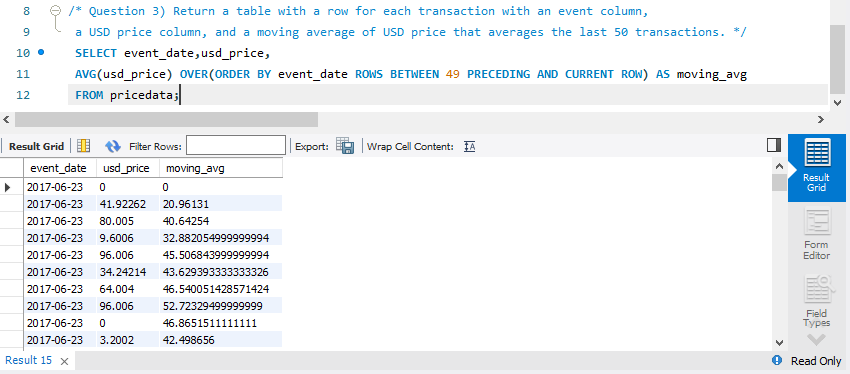 8 /* Question 3) Return a table with a row for each transaction with an event column,
9 a USD price column, and a moving average of USD price that averages the last 50 transactions. */
10 SELECT event_date,usd_price,
11 AVG(usd_price) OVER(ORDER BY event_date ROWS BETWEEN 49 PRECEDING AND CURRENT ROW) AS moving_avg
12 FROM pricedata;
Result Grid Filter Rows: Export: Wrap Cell Content:
event_date usd_price moving_avg
2017-06-23 0 0
2017-06-23 41.92262 20.96131
2017-06-23 80.005 40.64254
2017-06-23 9.6006 32.882054999999994
2017-06-23 96.006 45.506843999999994
2017-06-23 34.24214 43.629393333333326
2017-06-23 64.004 46.540051428571424
2017-06-23 96.006 52.72329499999999
2017-06-23 0 46.8651511111111
2017-06-23 3.2002 42.498656
Result
Grid
Form
Editor
Field
Types
Result 15
Read Only